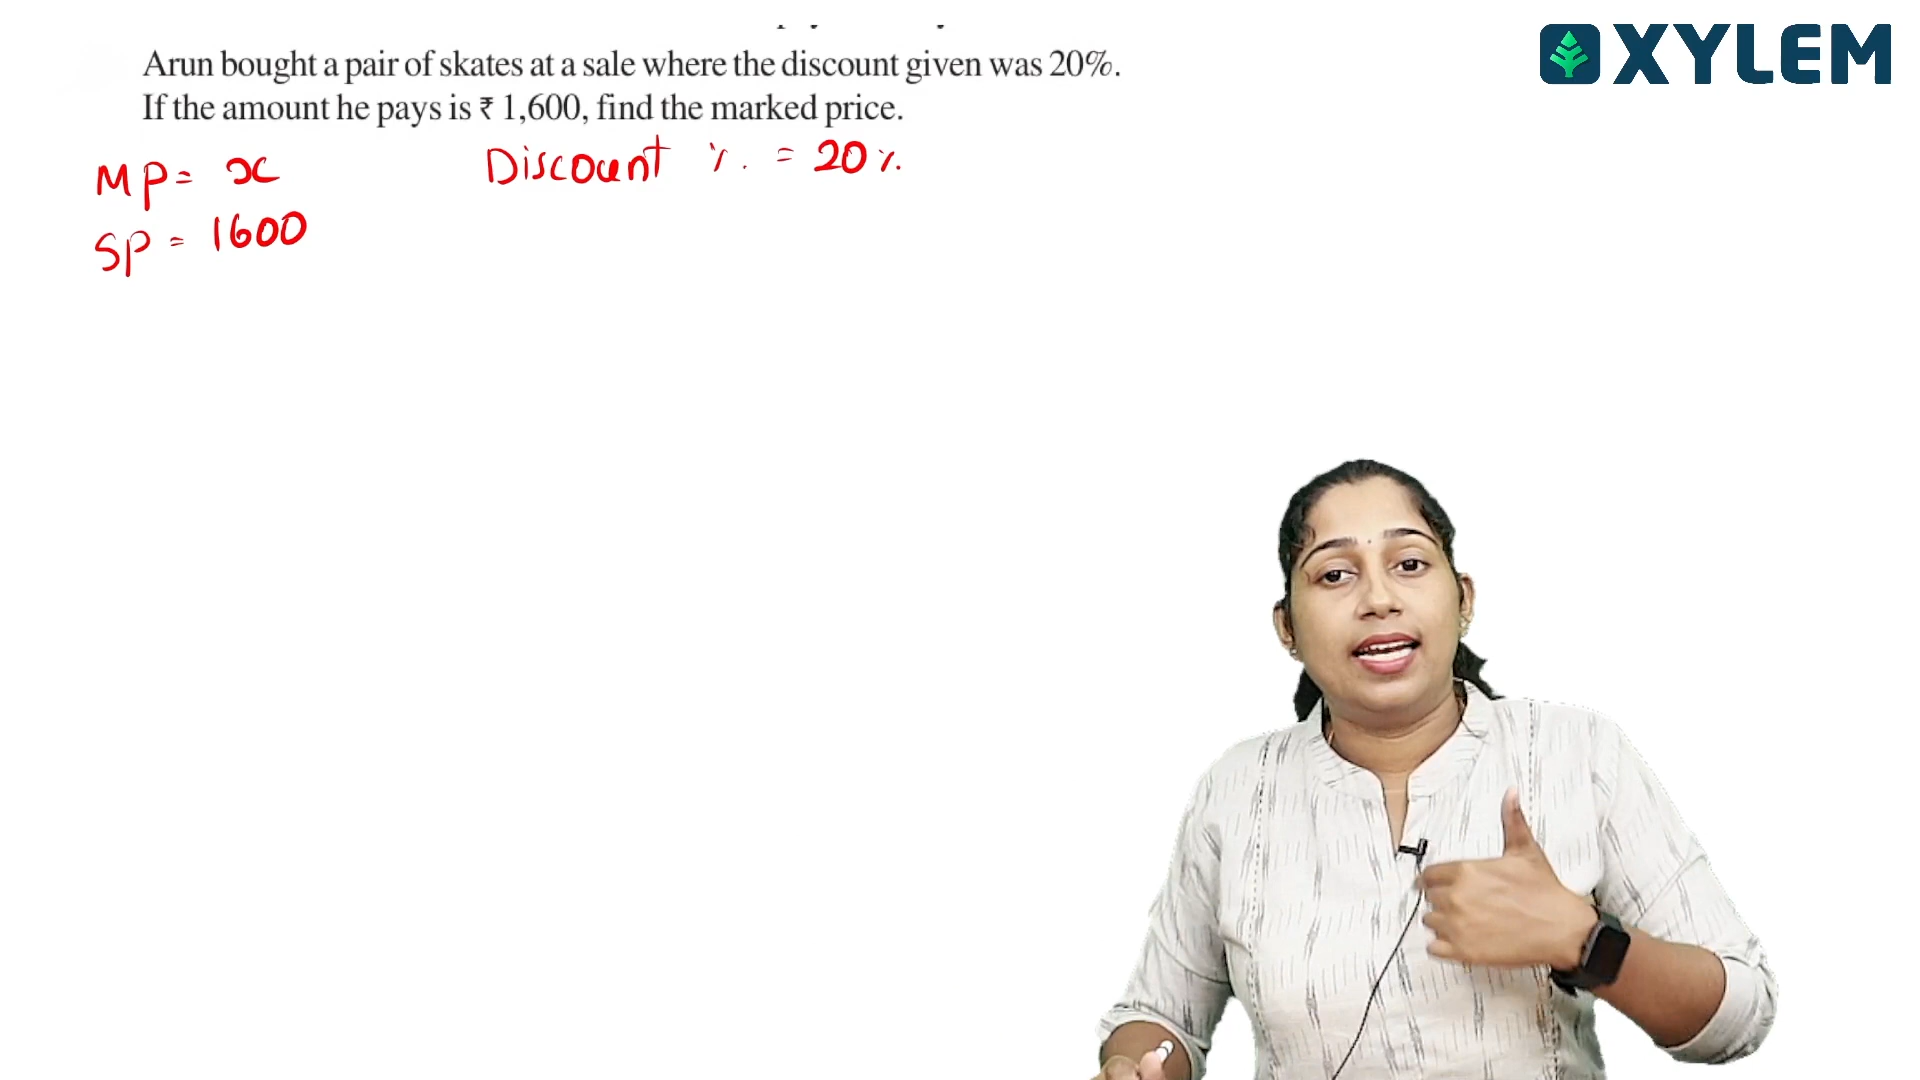 XYLEM
Arun bought a pair of skates at a sale where the discount given was 20%.
If the amount he pays is ₹ 1,600, find the marked price.
MP = x
Discount %. = 20%.
SP = 1600